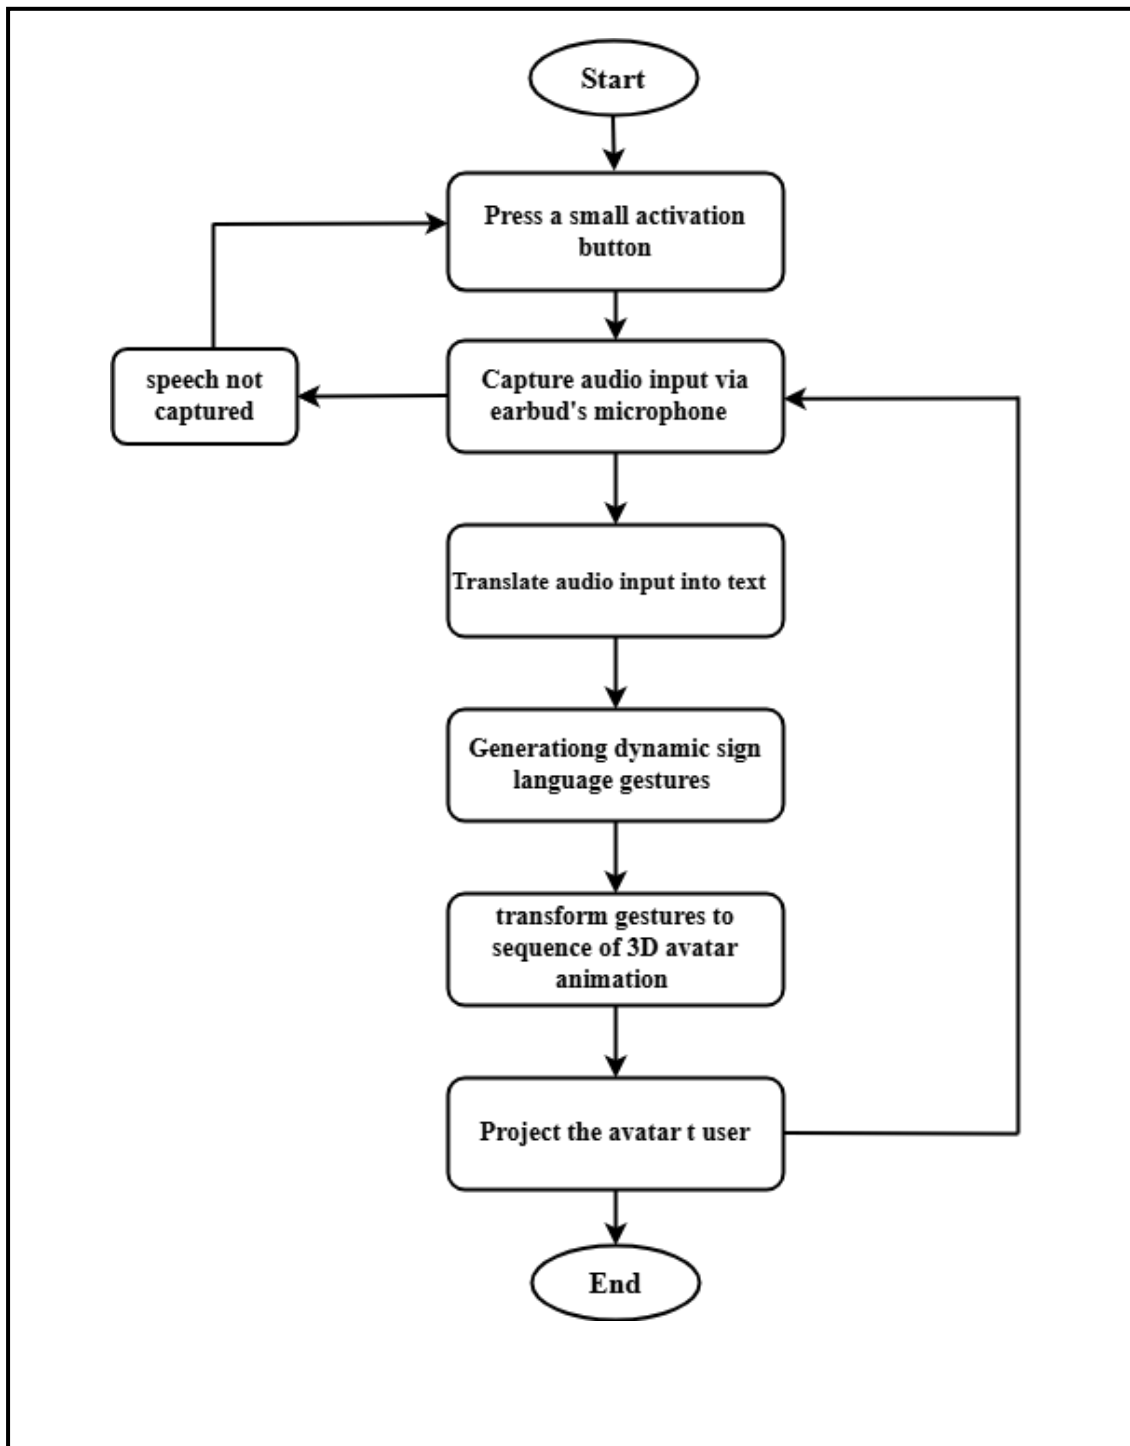 Start
Press a small activation
button
speech not
captured
Capture audio input via
earbud's microphone
Translate audio input into text
Generationg dynamic sign
language gestures
transform gestures to
sequence of 3D avatar
animation
Project the avatar t user
End